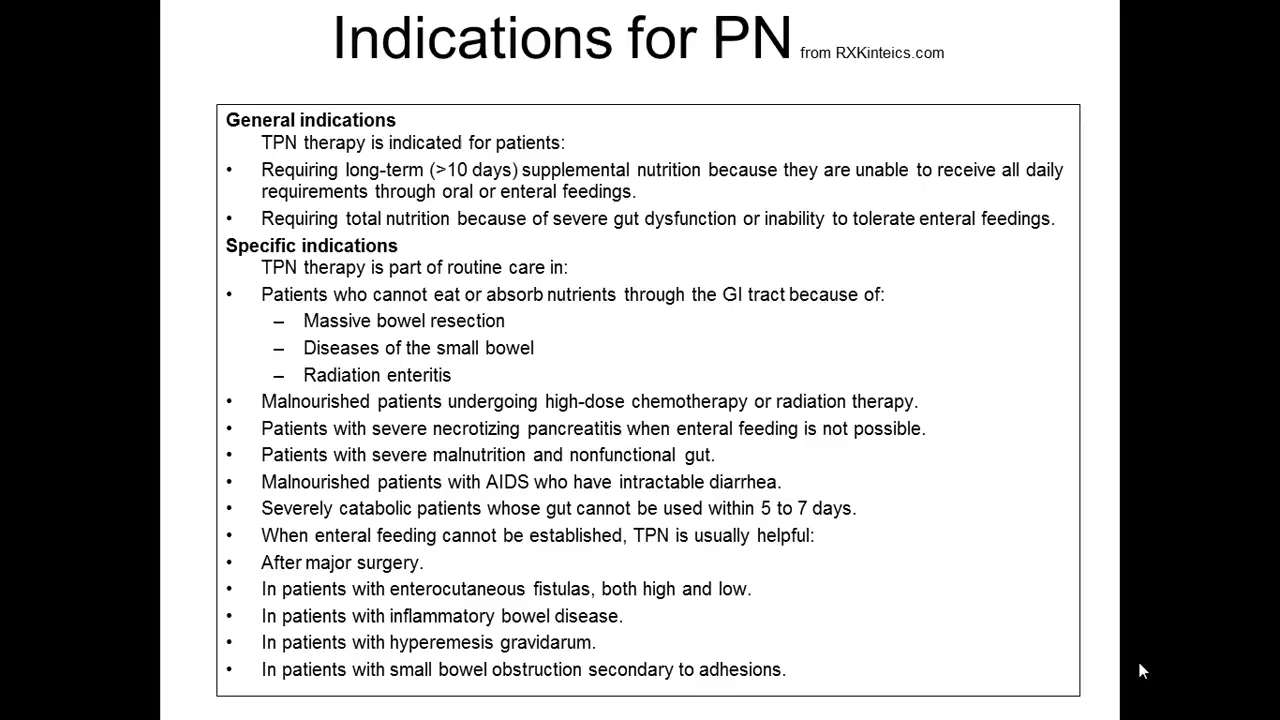 Indications for PN from RXKinteics.com
General indications
TPN therapy is indicated for patients:
• Requiring long-term (>10 days) supplemental nutrition because they are unable to receive all daily
requirements through oral or enteral feedings.
• Requiring total nutrition because of severe gut dysfunction or inability to tolerate enteral feedings.
Specific indications
TPN therapy is part of routine care in:
• Patients who cannot eat or absorb nutrients through the GI tract because of:
– Massive bowel resection
– Diseases of the small bowel
– Radiation enteritis
• Malnourished patients undergoing high-dose chemotherapy or radiation therapy.
• Patients with severe necrotizing pancreatitis when enteral feeding is not possible.
• Patients with severe malnutrition and nonfunctional gut.
• Malnourished patients with AIDS who have intractable diarrhea.
• Severely catabolic patients whose gut cannot be used within 5 to 7 days.
• When enteral feeding cannot be established, TPN is usually helpful:
• After major surgery.
• In patients with enterocutaneous fistulas, both high and low.
• In patients with inflammatory bowel disease.
• In patients with hyperemesis gravidarum.
• In patients with small bowel obstruction secondary to adhesions.